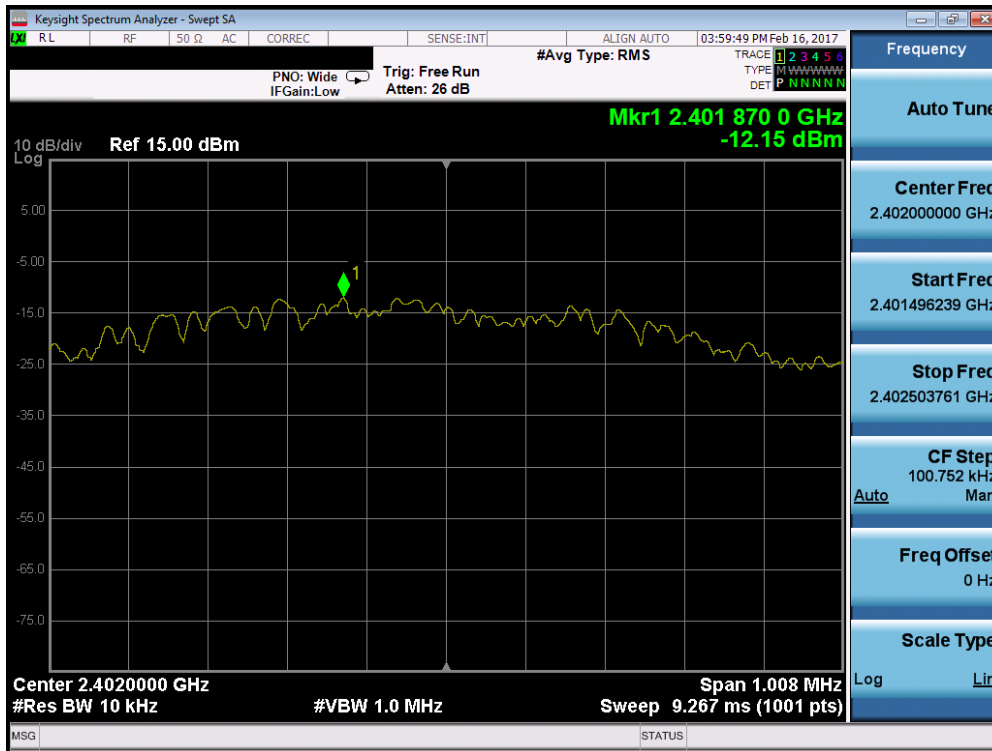 Keysight Spectrum Analyzer - Swept SA
LXI RL RF 50 Ω AC CORREC SENSE:INT ALIGN AUTO 03:59:49 PM Feb 16, 2017
PNO: Wide
IFGain:Low
Trig: Free Run
Atten: 26 dB
#Avg Type: RMS
TRACE 1 2 3 4 5 6
TYPE M WWWWW
DET P N N N N N
Mkr1 2.401 870 0 GHz
-12.15 dBm
10 dB/div
Log
Ref 15.00 dBm
1
5.00
-5.00
-15.0
-25.0
-35.0
-45.0
-55.0
-65.0
-75.0
Center 2.4020000 GHz
Span 1.008 MHz
#Res BW 10 kHz
#VBW 1.0 MHz
Sweep 9.267 ms (1001 pts)
MSG
STATUS
Frequency
Auto Tune
Center Freq
2.402000000 GHz
Start Freq
2.401496239 GHz
Stop Freq
2.402503761 GHz
CF Step
100.752 kHz
Auto Man
Freq Offset
0 Hz
Scale Type
Log Lin